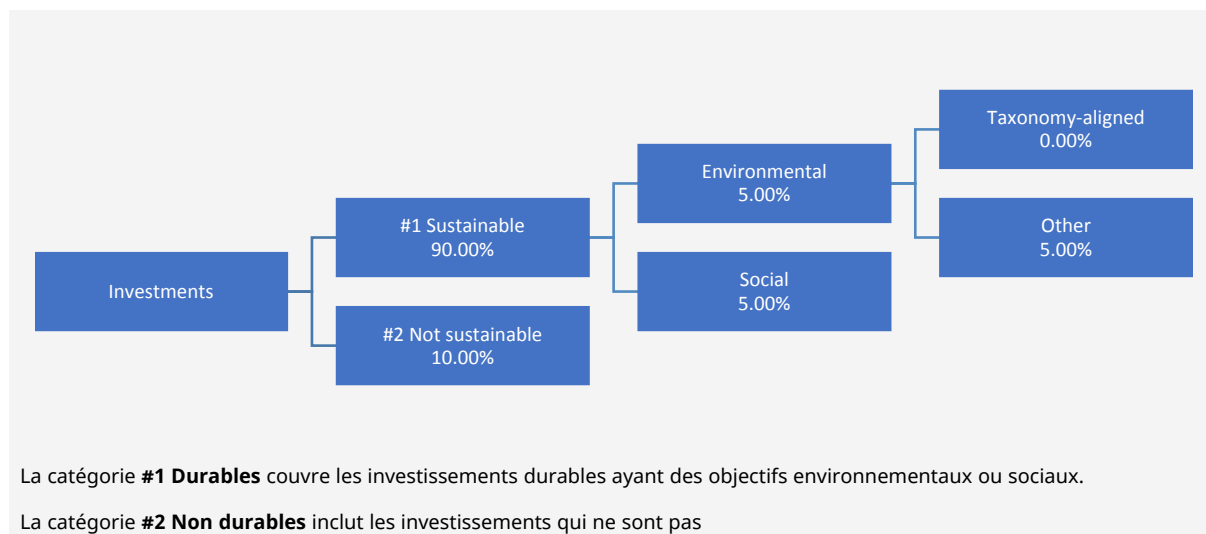 Taxonomy-aligned
0.00%
Environmental
5.00%
#1 Sustainable
90.00%
Other
5.00%
Investments
Social
5.00%
#2 Not sustainable
10.00%
La catégorie #1 Durables couvre les investissements durables ayant des objectifs environnementaux ou sociaux.
La catégorie #2 Non durables inclut les investissements qui ne sont pas